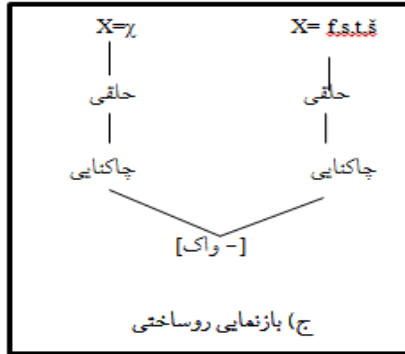 X=χ X= f,s,t,š
حلقی حلقی
چاکنایی چاکنایی
[- واک]
ج) بازنمایی روساختی